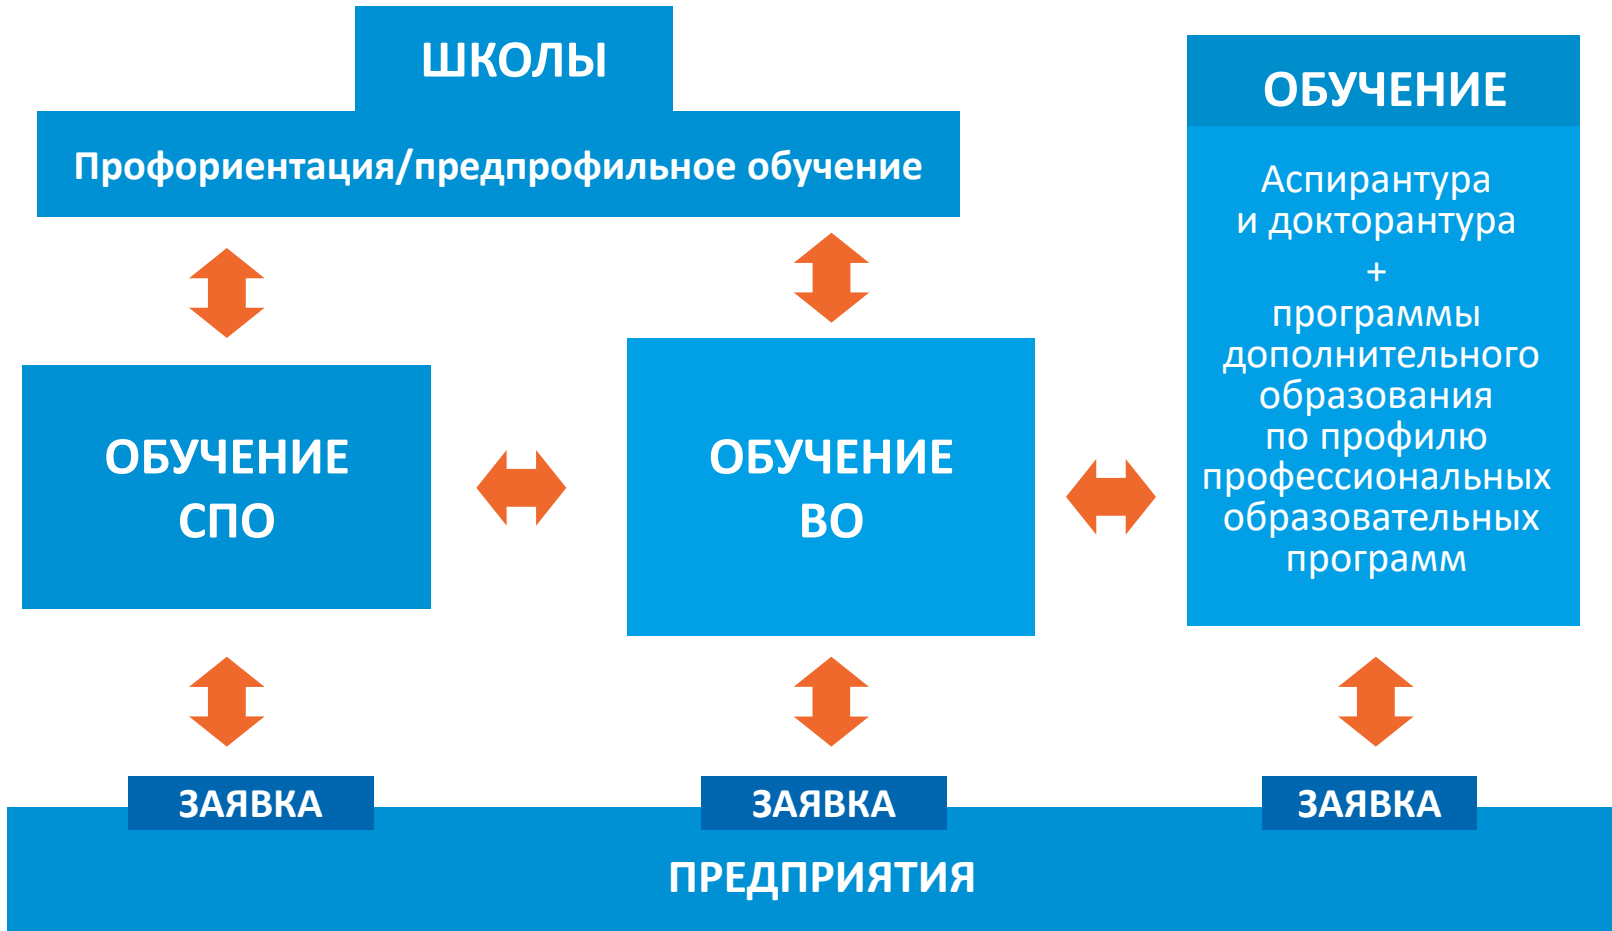 ШКОЛЫ
Профориентация/предпрофильное обучение
ОБУЧЕНИЕ
СПО
ОБУЧЕНИЕ
ВО
ОБУЧЕНИЕ
Аспирантура
и докторантура
+
программы
дополнительного
образования
по профилю
профессиональных
образовательных
программ
ЗАЯВКА
ЗАЯВКА
ЗАЯВКА
ПРЕДПРИЯТИЯ